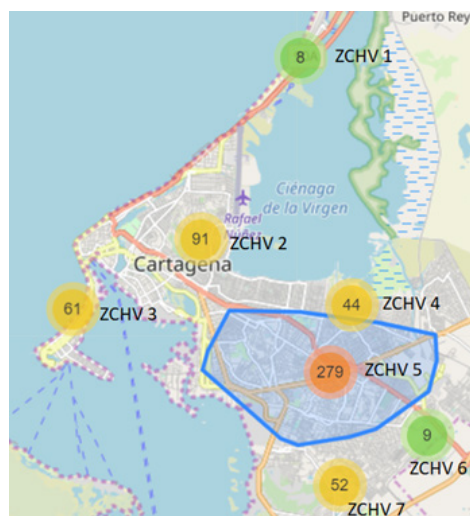 Puerto Rey
8 ZCHV 1
Ciénaga
de la Virgen
Rafael
Núñez
91 ZCHV 2
Cartagena
44 ZCHV 4
61 ZCHV 3
279 ZCHV 5
9
ZCHV 6
52
ZCHV 7